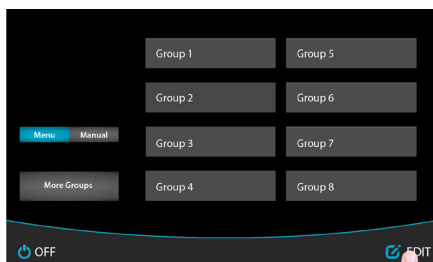 Group 1 Group 5
Group 2 Group 6
Menu Manual
Group 3 Group 7
More Groups
Group 4 Group 8
OFF EDIT